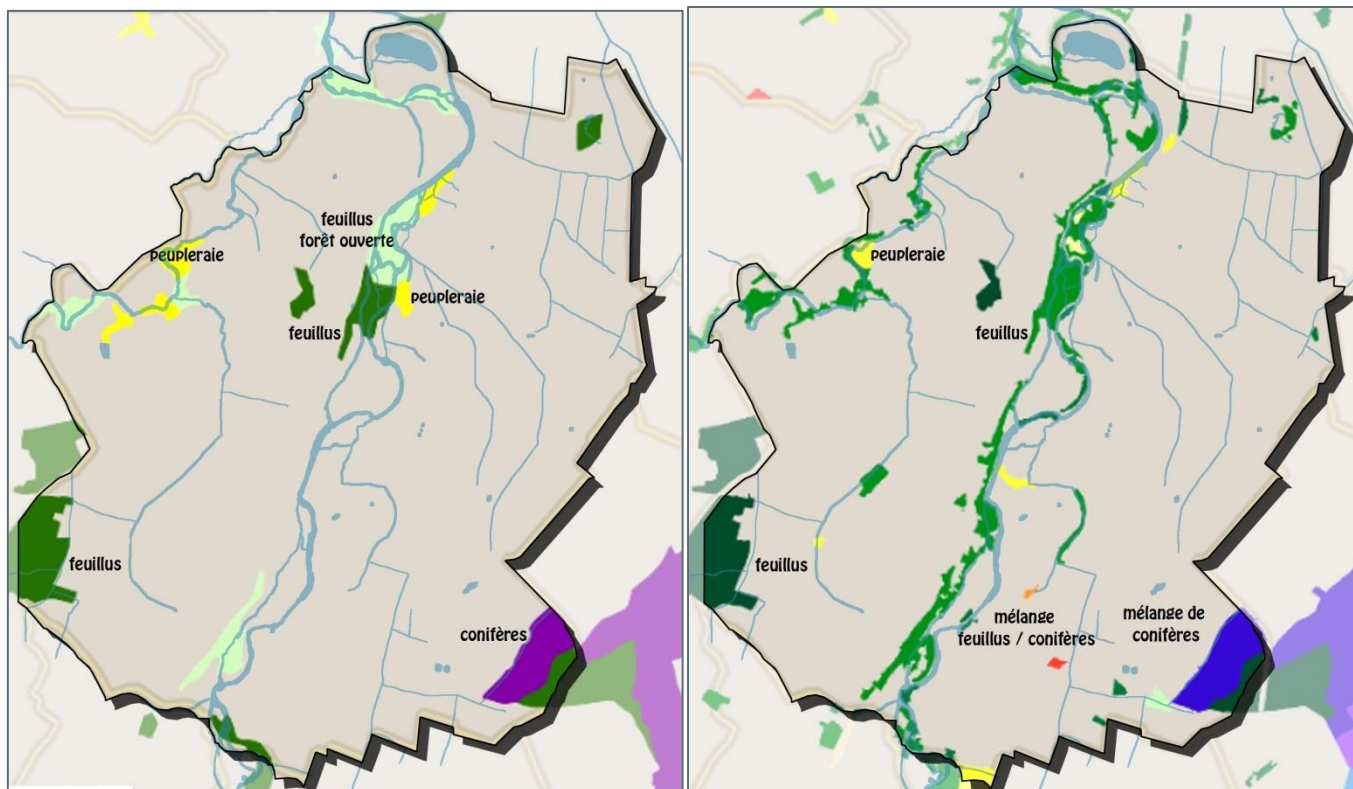 feuillus
forêt ouverte
peupleraie
peupleraie
feuillus
feuillus
conifères
peupleraie
feuillus
feuillus
mélange
feuillus / conifères
mélange de
conifères